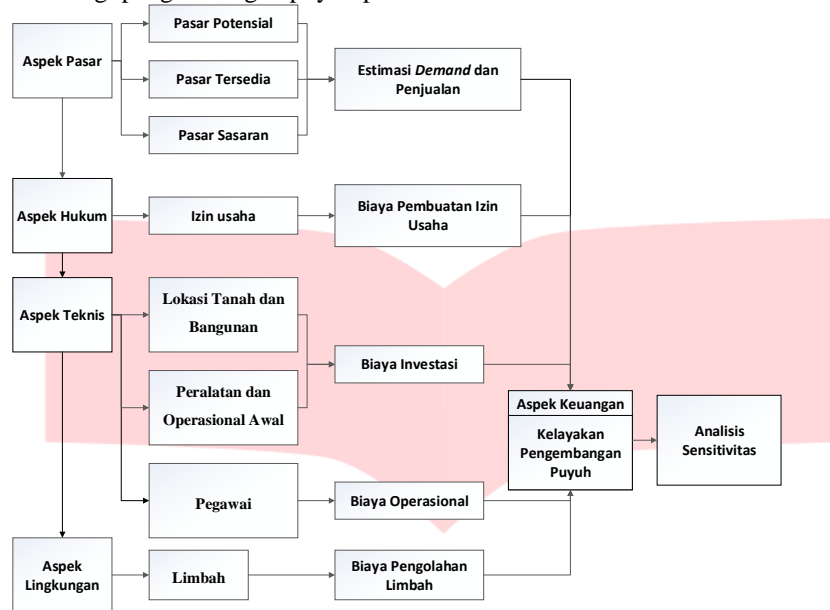 Pasar Potensial
Aspek Pasar
Pasar Tersedia
Estimasi Demand dan
Penjualan
Pasar Sasaran
Aspek Hukum
Izin usaha
Biaya Pembuatan Izin
Usaha
Aspek Teknis
Lokasi Tanah dan
Bangunan
Biaya Investasi
Peralatan dan
Operasional Awal
Aspek Keuangan
Kelayakan
Pengembangan
Puyuh
Analisis
Sensitivitas
Pegawai
Biaya Operasional
Aspek
Lingkungan
Limbah
Biaya Pengolahan
Limbah